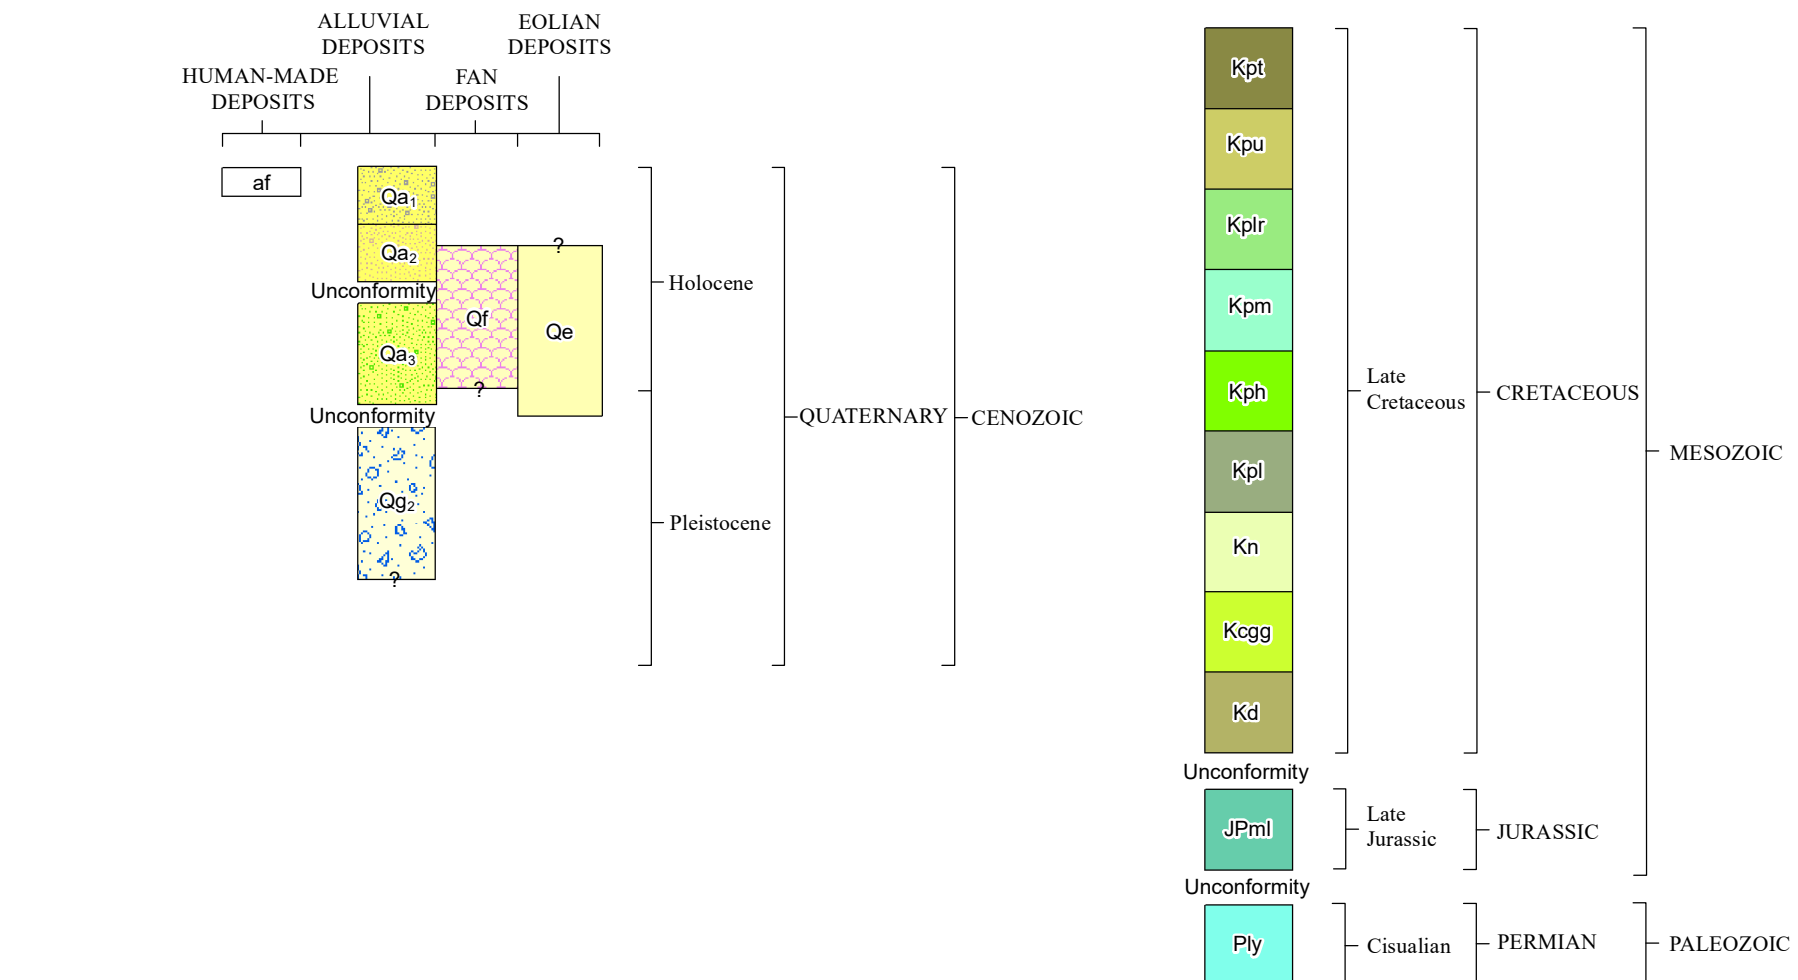 ALLUVIAL
DEPOSITS
EOLIAN
DEPOSITS
HUMAN-MADE
DEPOSITS
FAN
DEPOSITS
af
Qa1
Qa2
Unconformity
Qa3
Unconformity
Qg2
?
Qf
?
?
Qe
Holocene
Pleistocene
QUATERNARY
CENOZOIC
Kpt
Kpu
Kplr
Kpm
Kph
Kpl
Kn
Kcgg
Kd
Late
Cretaceous
CRETACEOUS
MESOZOIC
Unconformity
JPml
Late
Jurassic
JURASSIC
Unconformity
Ply
Cisualian
PERMIAN
PALEOZOIC